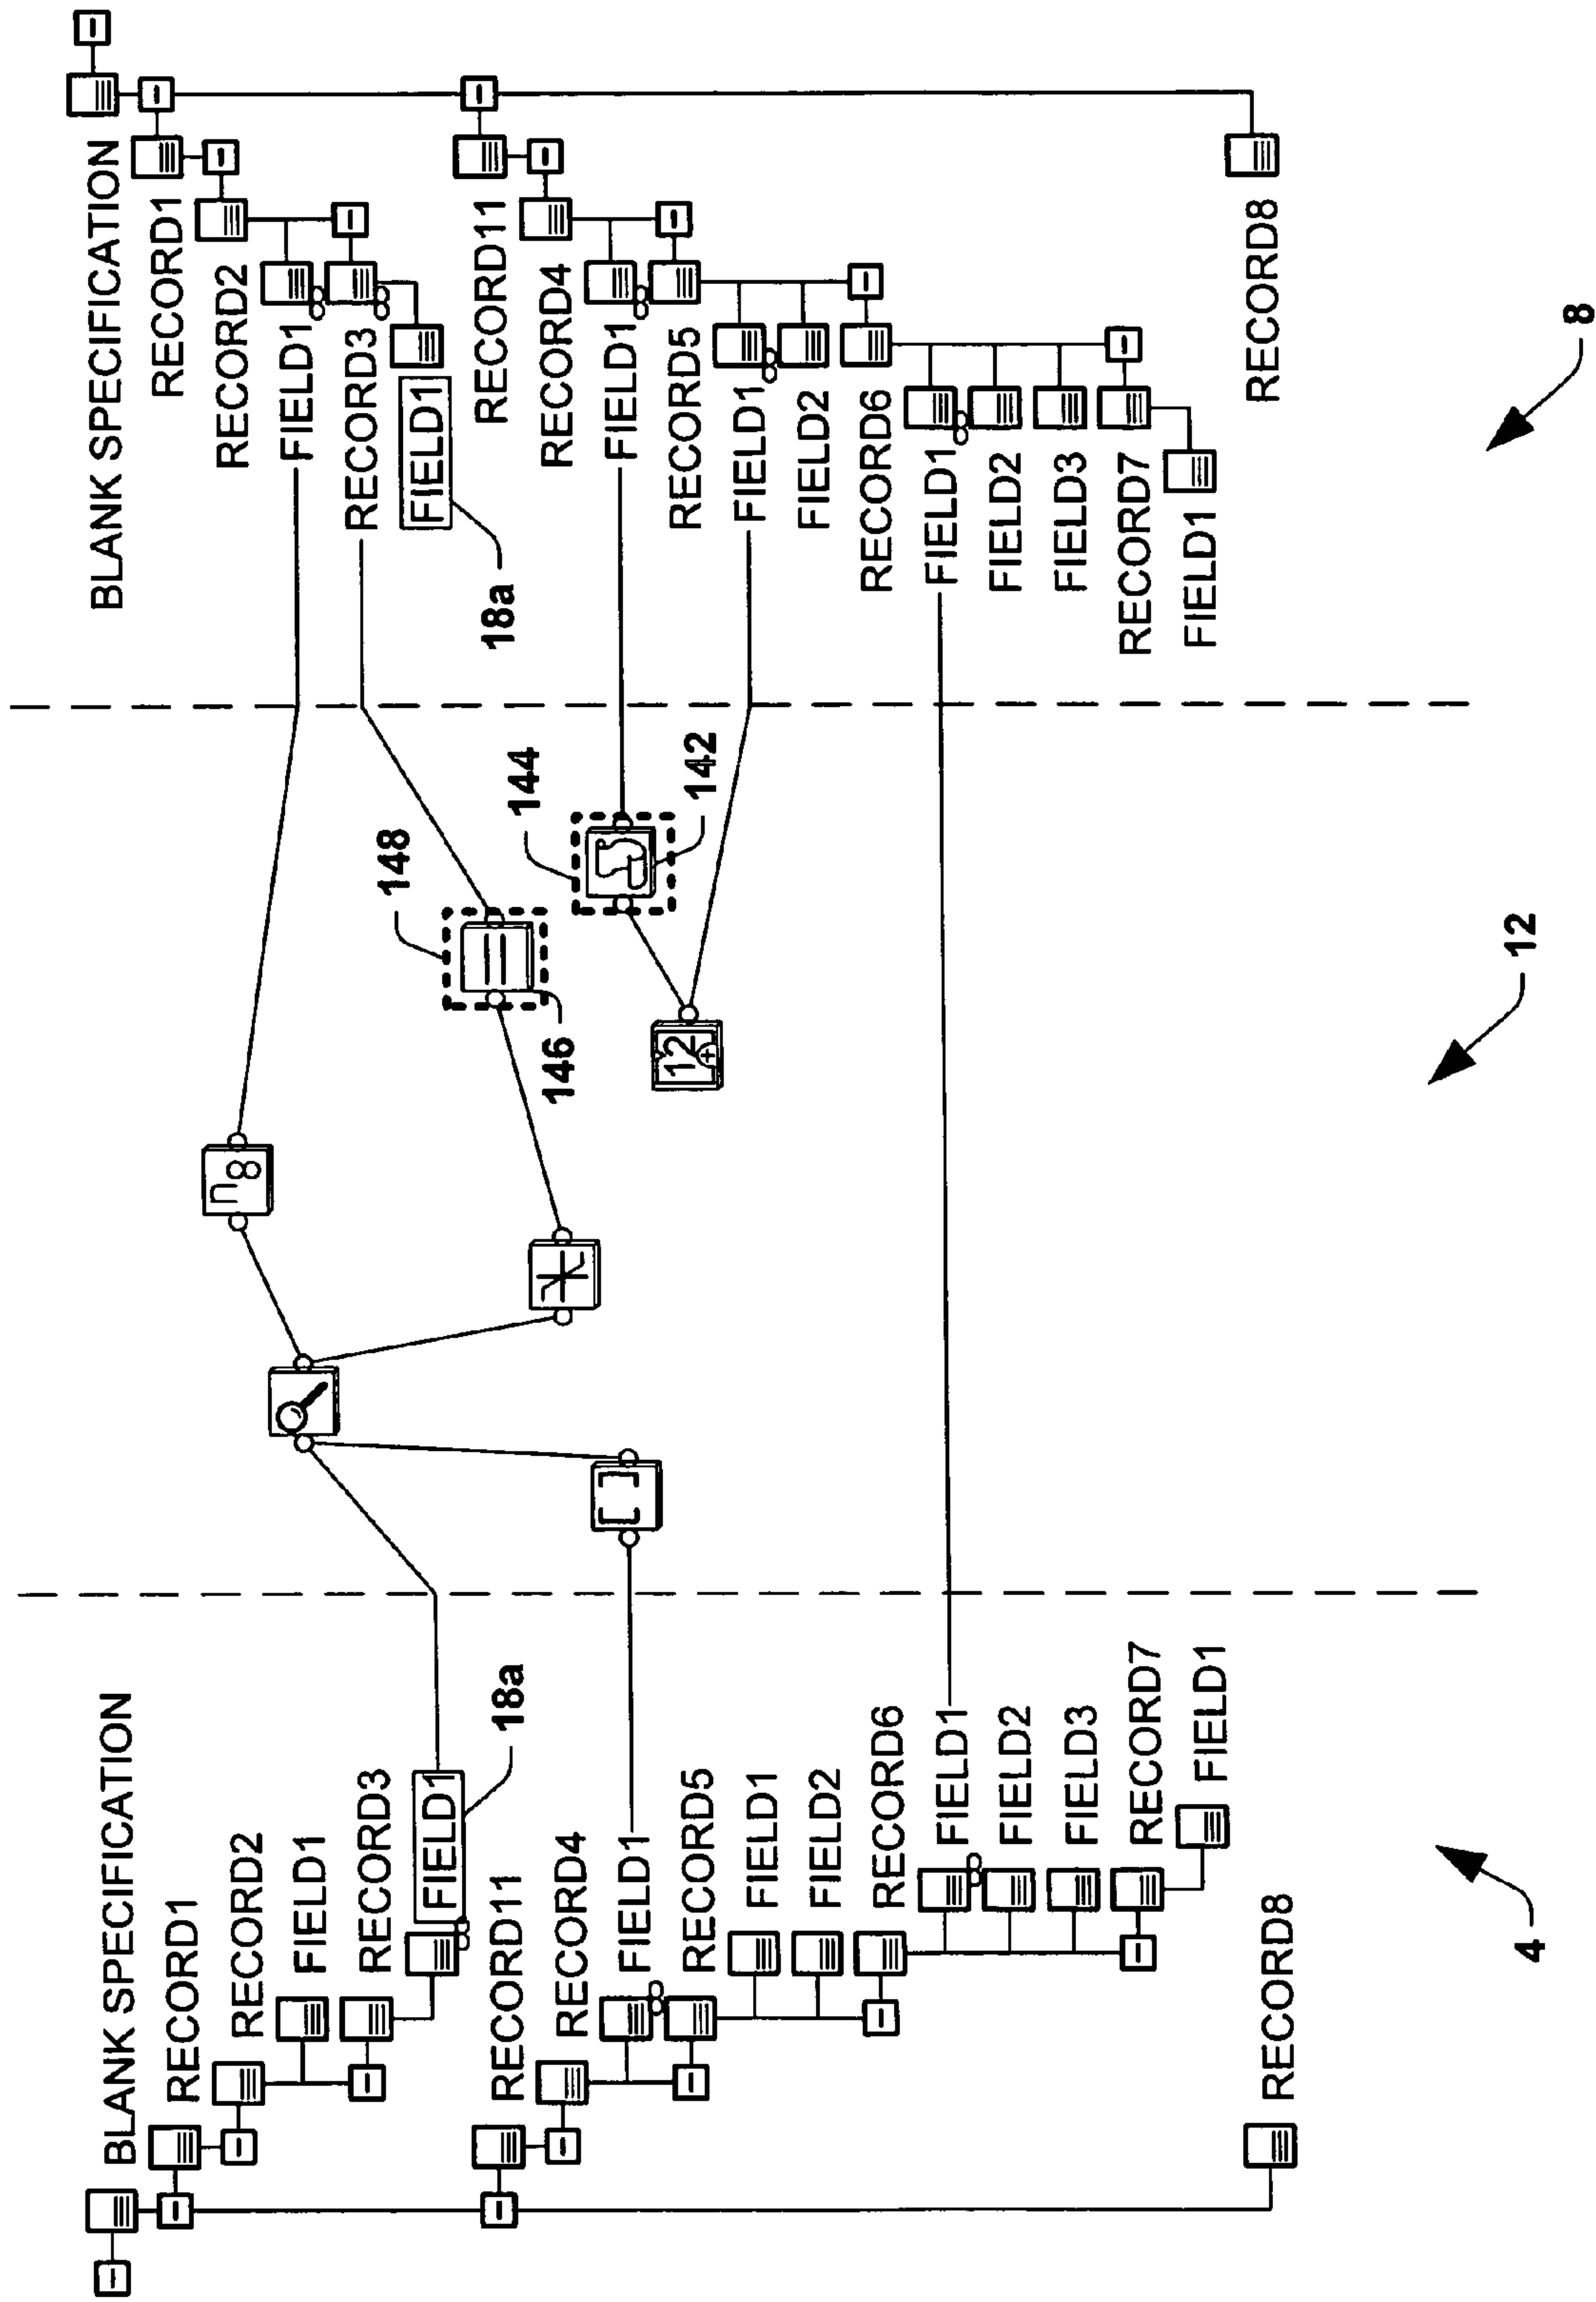 BLANK SPECIFICATION
RECORD1
RECORD2
FIELD1
RECORD3
FIELD1
18a
RECORD11
RECORD4
FIELD1
RECORD5
FIELD1
FIELD2
RECORD6
FIELD1
FIELD2
FIELD3
RECORD7
FIELD1
RECORD8
4
n8
148
146
144
142
12
12
BLANK SPECIFICATION
RECORD1
RECORD2
FIELD1
RECORD3
FIELD1
18a
RECORD11
RECORD4
FIELD1
RECORD5
FIELD1
FIELD2
RECORD6
FIELD1
FIELD2
FIELD3
RECORD7
FIELD1
RECORD8
8